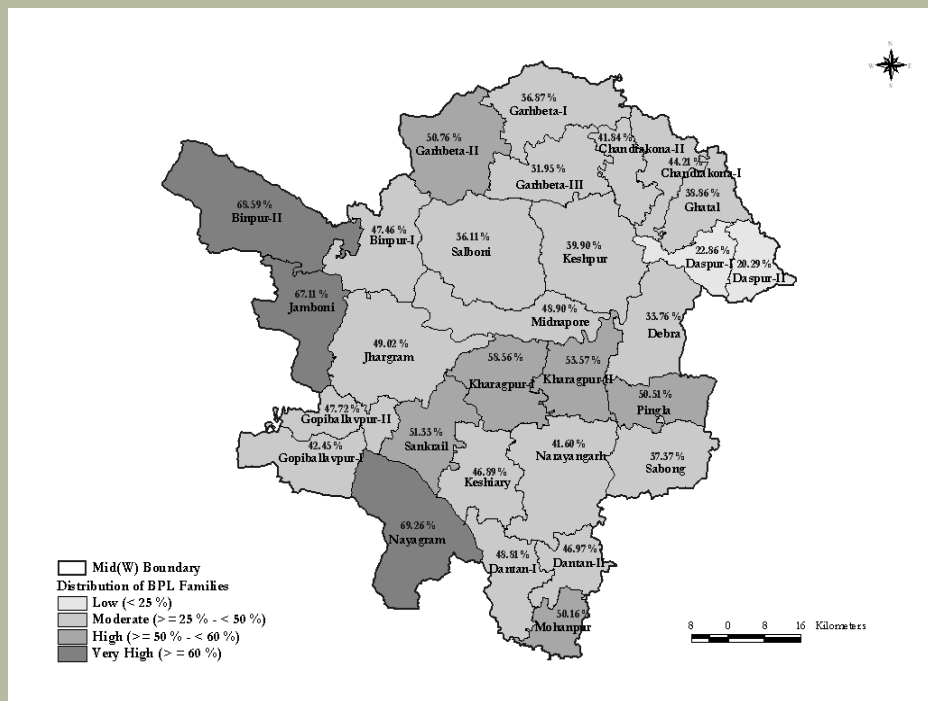 N
W E
S
36.87 %
Garhbeta-I
50.76 %
Garhbeta-II
41.84 %
Chandrakona-II
44.21 %
Chandrakona-I
31.95 %
Garhbeta-III
38.86 %
Ghatal
68.59 %
Binpur-II
47.46 %
Binpur-I
36.11 %
Salboni
39.90 %
Keshpur
22.86 %
Daspur-I
20.29 %
Daspur-II
67.11 %
Jamboni
48.90 %
Midnapore
33.76 %
Debra
49.02 %
Jhargram
58.56 %
Kharagpur-I
53.57 %
Kharagpur-II
50.51 %
Pingla
47.72 %
Gopiballavpur-II
51.33 %
Sankrail
42.45 %
Gopiballavpur-I
46.89 %
Keshiary
41.60 %
Narayangarh
37.37 %
Sabong
69.26 %
Nayagram
48.81 %
Dantan-I
46.97 %
Dantan-II
50.16 %
Mohanpur
Mid(W) Boundary
Distribution of BPL Families
Low (< 25 %)
Moderate (> = 25 % - < 50 %)
High (> = 50 % - < 60 %)
Very High (> = 60 %)
8 0 8 16 Kilometers